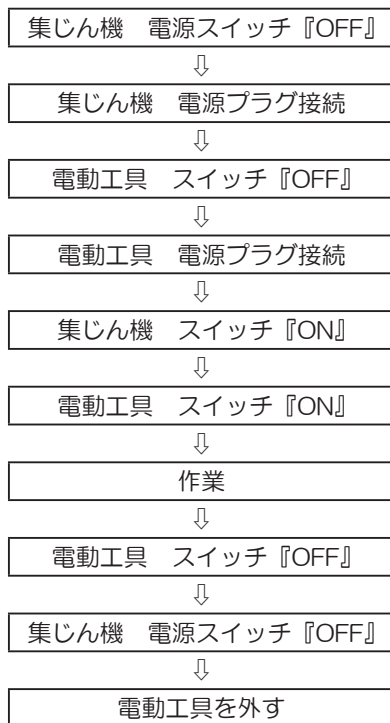 集じん機　電源スイッチ『OFF』
⇩
集じん機　電源プラグ接続
⇩
電動工具　スイッチ『OFF』
⇩
電動工具　電源プラグ接続
⇩
集じん機　スイッチ『ON』
⇩
電動工具　スイッチ『ON』
⇩
作業
⇩
電動工具　スイッチ『OFF』
⇩
集じん機　電源スイッチ『OFF』
⇩
電動工具を外す